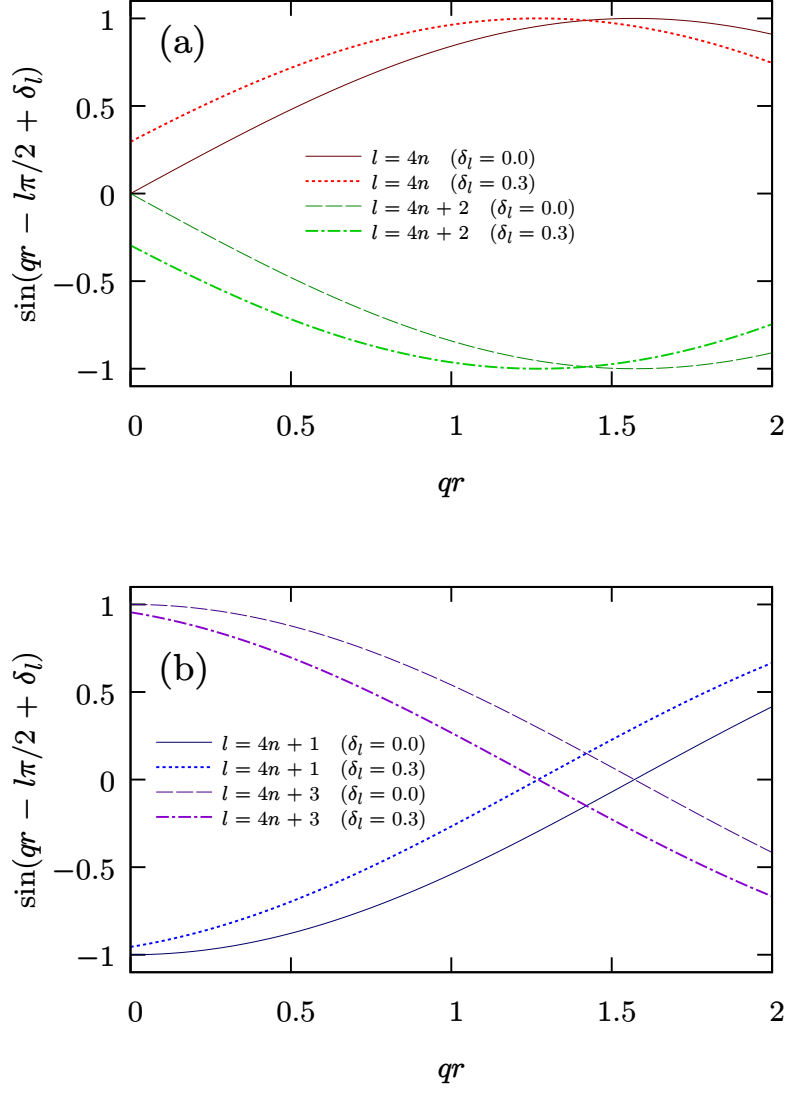 (a)
1
0.5
0
−0.5
−1
sin(qr − lπ/2 + δ_l)
l = 4n (δ_l = 0.0)
l = 4n (δ_l = 0.3)
l = 4n + 2 (δ_l = 0.0)
l = 4n + 2 (δ_l = 0.3)
0 0.5 1 1.5 2
qr
(b)
1
0.5
0
−0.5
−1
sin(qr − lπ/2 + δ_l)
l = 4n + 1 (δ_l = 0.0)
l = 4n + 1 (δ_l = 0.3)
l = 4n + 3 (δ_l = 0.0)
l = 4n + 3 (δ_l = 0.3)
0 0.5 1 1.5 2
qr